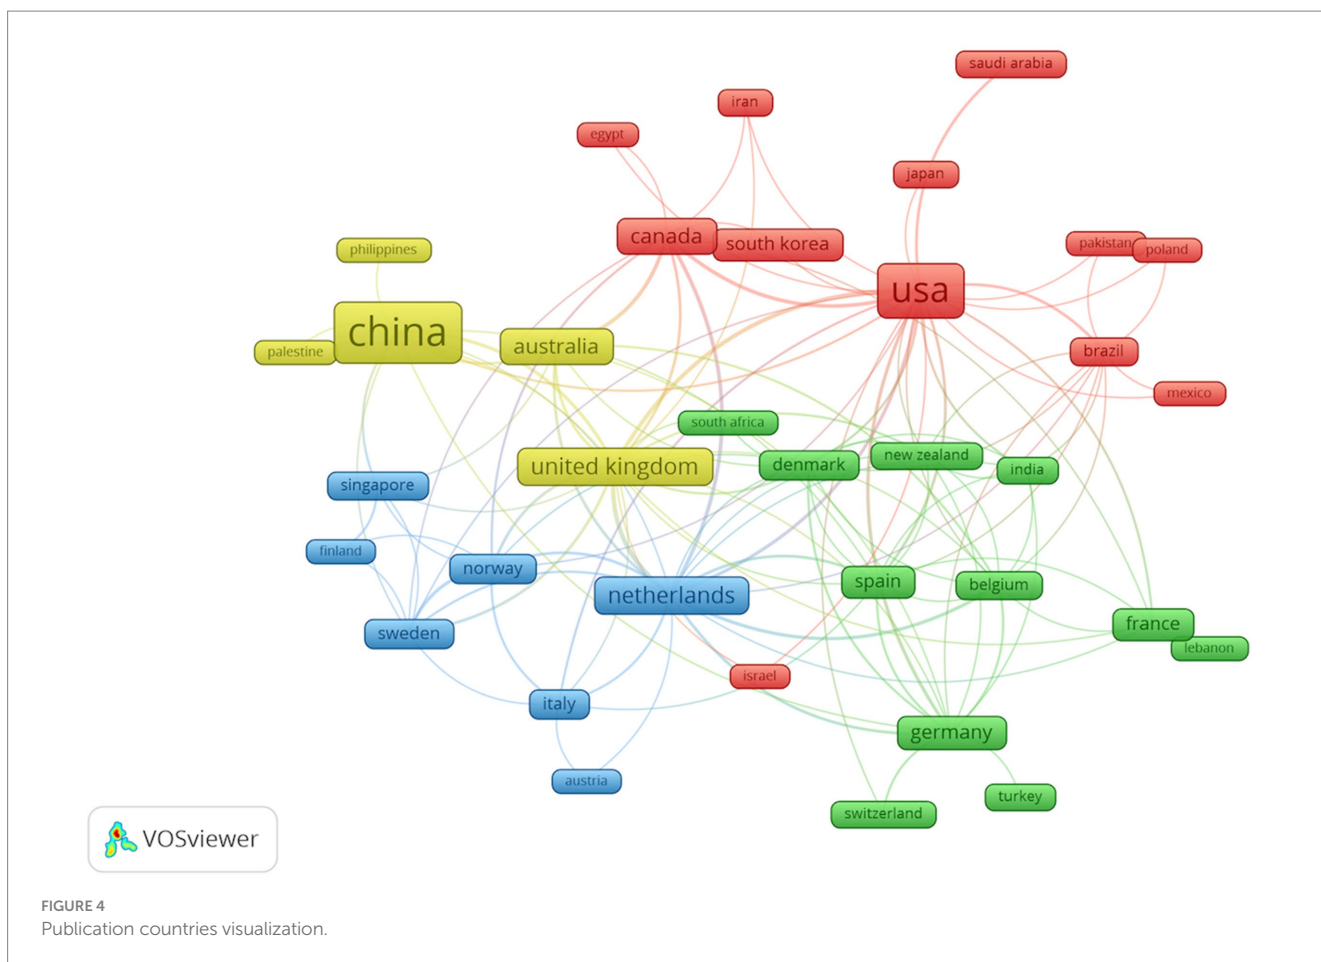 saudi arabia
iran
egypt
japan
canada
south korea
philippines
pakistan
poland
usa
china
australia
palestine
brazil
mexico
south africa
united kingdom
denmark
new zealand
india
singapore
finland
norway
netherlands
spain
belgium
sweden
france
lebanon
israel
italy
germany
austria
turkey
switzerland
VOSviewer
FIGURE 4
Publication countries visualization.